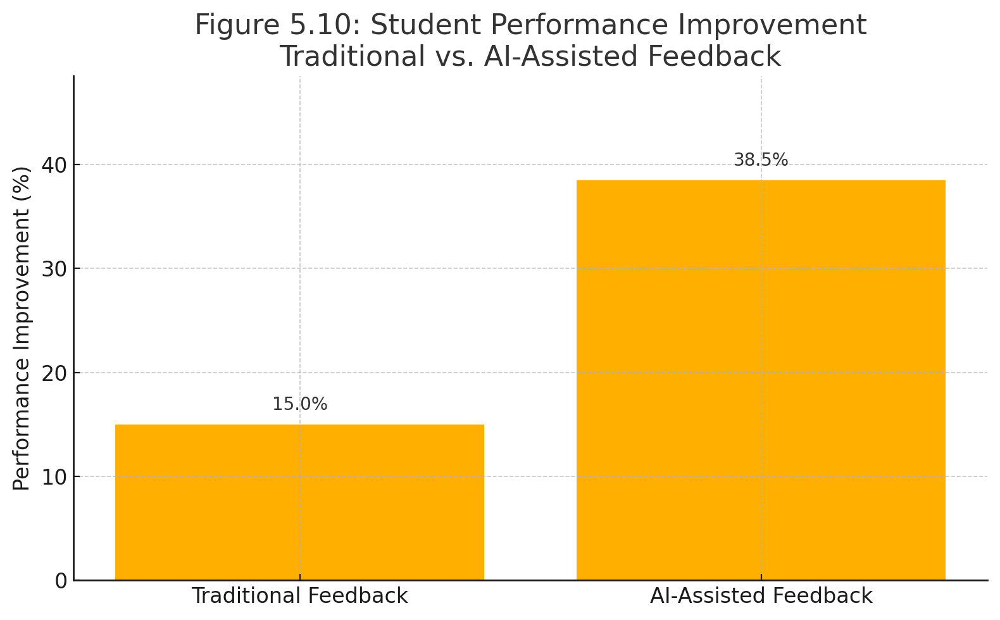 Figure 5.10: Student Performance Improvement
Traditional vs. AI-Assisted Feedback
Performance Improvement (%)
40
30
20
10
0
38.5%
15.0%
Traditional Feedback
AI-Assisted Feedback